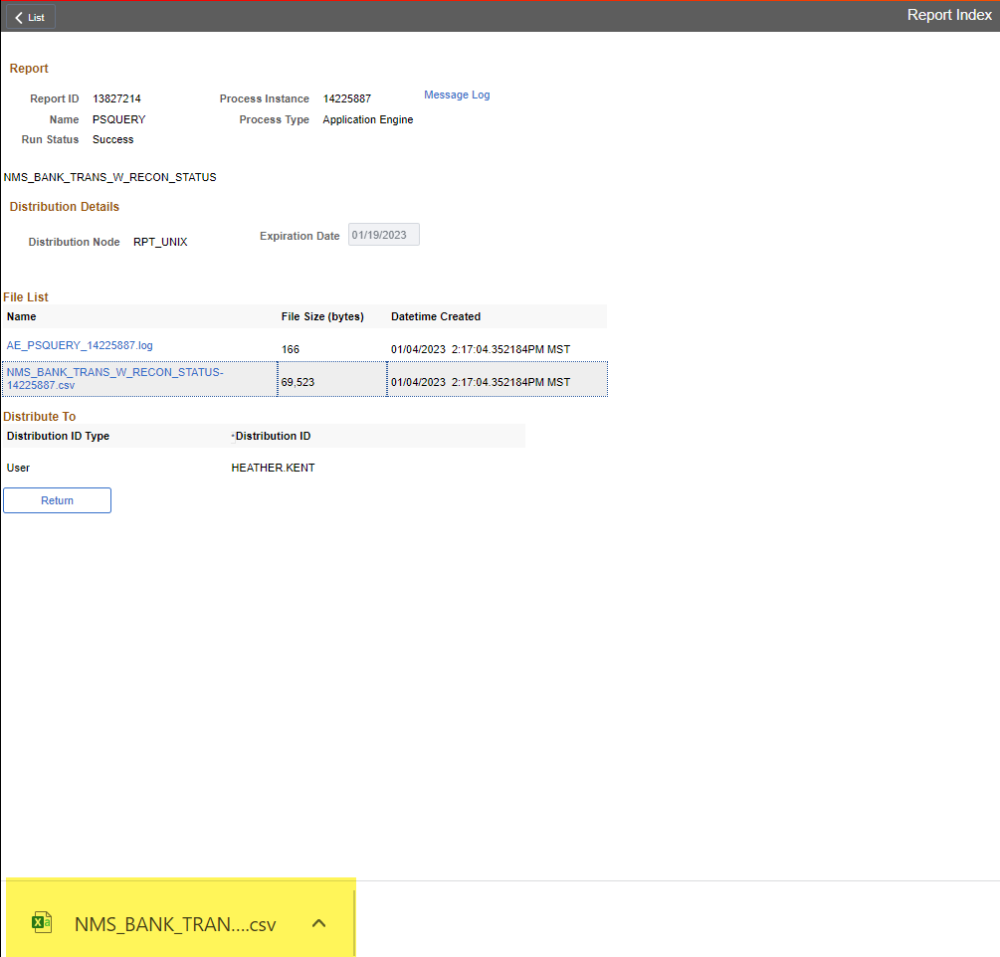 List
Report Index
Report
Report ID 13827214 Process Instance 14225887 Message Log
Name PSQUERY Process Type Application Engine
Run Status Success
NMS_BANK_TRANS_W_RECON_STATUS
Distribution Details
Distribution Node RPT_UNIX Expiration Date 01/19/2023
File List
Name File Size (bytes) Datetime Created
AE_PSQUERY_14225887.log 166 01/04/2023 2:17:04.352184PM MST
NMS_BANK_TRANS_W_RECON_STATUS-
14225887.csv 69,523 01/04/2023 2:17:04.352184PM MST
Distribute To
Distribution ID Type *Distribution ID
User HEATHER.KENT
Return
NMS_BANK_TRAN....csv